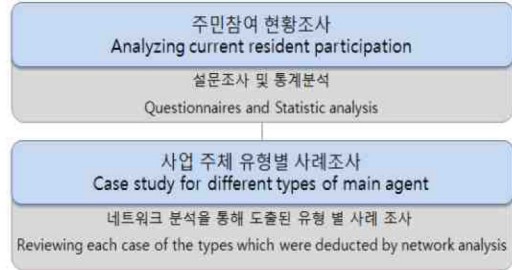 주민참여 현황조사
Analyzing current resident participation
설문조사 및 통계분석
Questionnaires and Statistic analysis
사업 주체 유형별 사례조사
Case study for different types of main agent
네트워크 분석을 통해 도출된 유형 별 사례 조사
Reviewing each case of the types which were deducted by network analysis